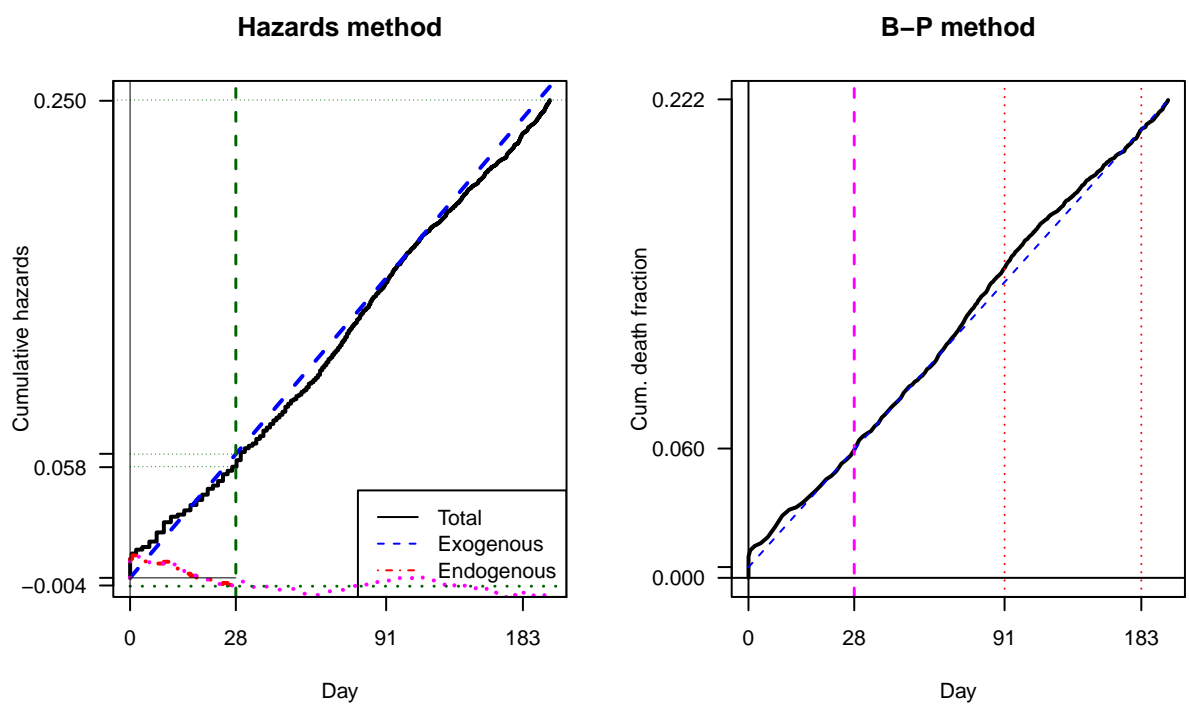 Hazards method
Cumulative hazards
0.250
0.058
−0.004
Total
Exogenous
Endogenous
0
28
91
183
Day
B−P method
Cum. death fraction
0.222
0.060
0.000
0
28
91
183
Day